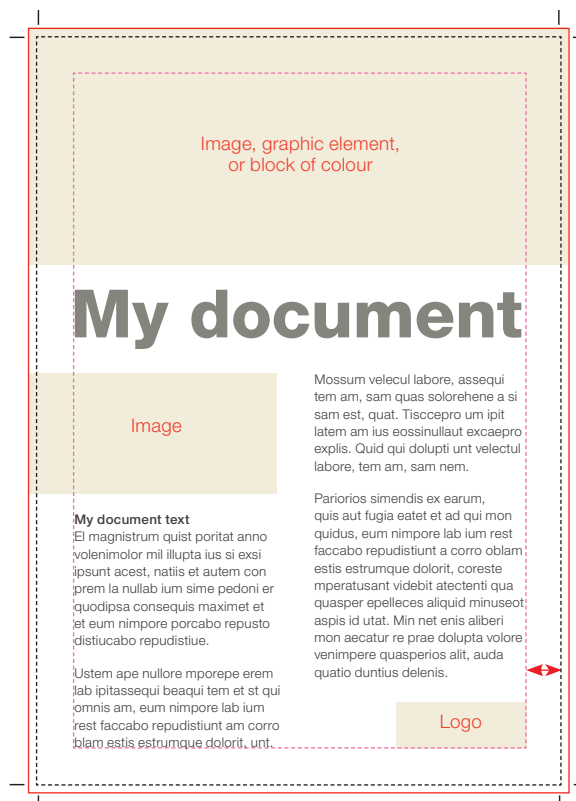 Image, graphic element,
or block of colour
My document
Image
My document text
El magnistrum quist poritat anno
volenimolor mil illupta ius si exsi
ipsunt acest, natiis et autem con
prem la nullab ium sime pedoni er
quodipsa consequis maximet et
et eum nimpore porcabo repusto
distiucabo repudistiue.
Ustem ape nullore mporepe erem
lab ipitassequi beaqui tem et st qui
omnis am, eum nimpore lab ium
rest faccabo repudistiunt am corro
blam estis estrumque dolorit, unt.
Mossum velecul labore, assequi
tem am, sam quas solorehene a si
sam est, quat. Tisccepro um ipit
latem am ius eossinullaut excaepro
explis. Quid qui dolupti unt velectul
labore, tem am, sam nem.
Pariorios simendis ex earum,
quis aut fugia eatet et ad qui mon
quidus, eum nimpore lab ium rest
faccabo repudistiunt a corro oblam
estis estrumque dolorit, coreste
mperatusant videbit atectenti qua
quasper epelleces aliquid minuseot
aspis id utat. Min net enis aliberi
mon aecatur re prae dolupta volore
venimpere quasperios alit, auda
quatio duntius delenis.
Logo